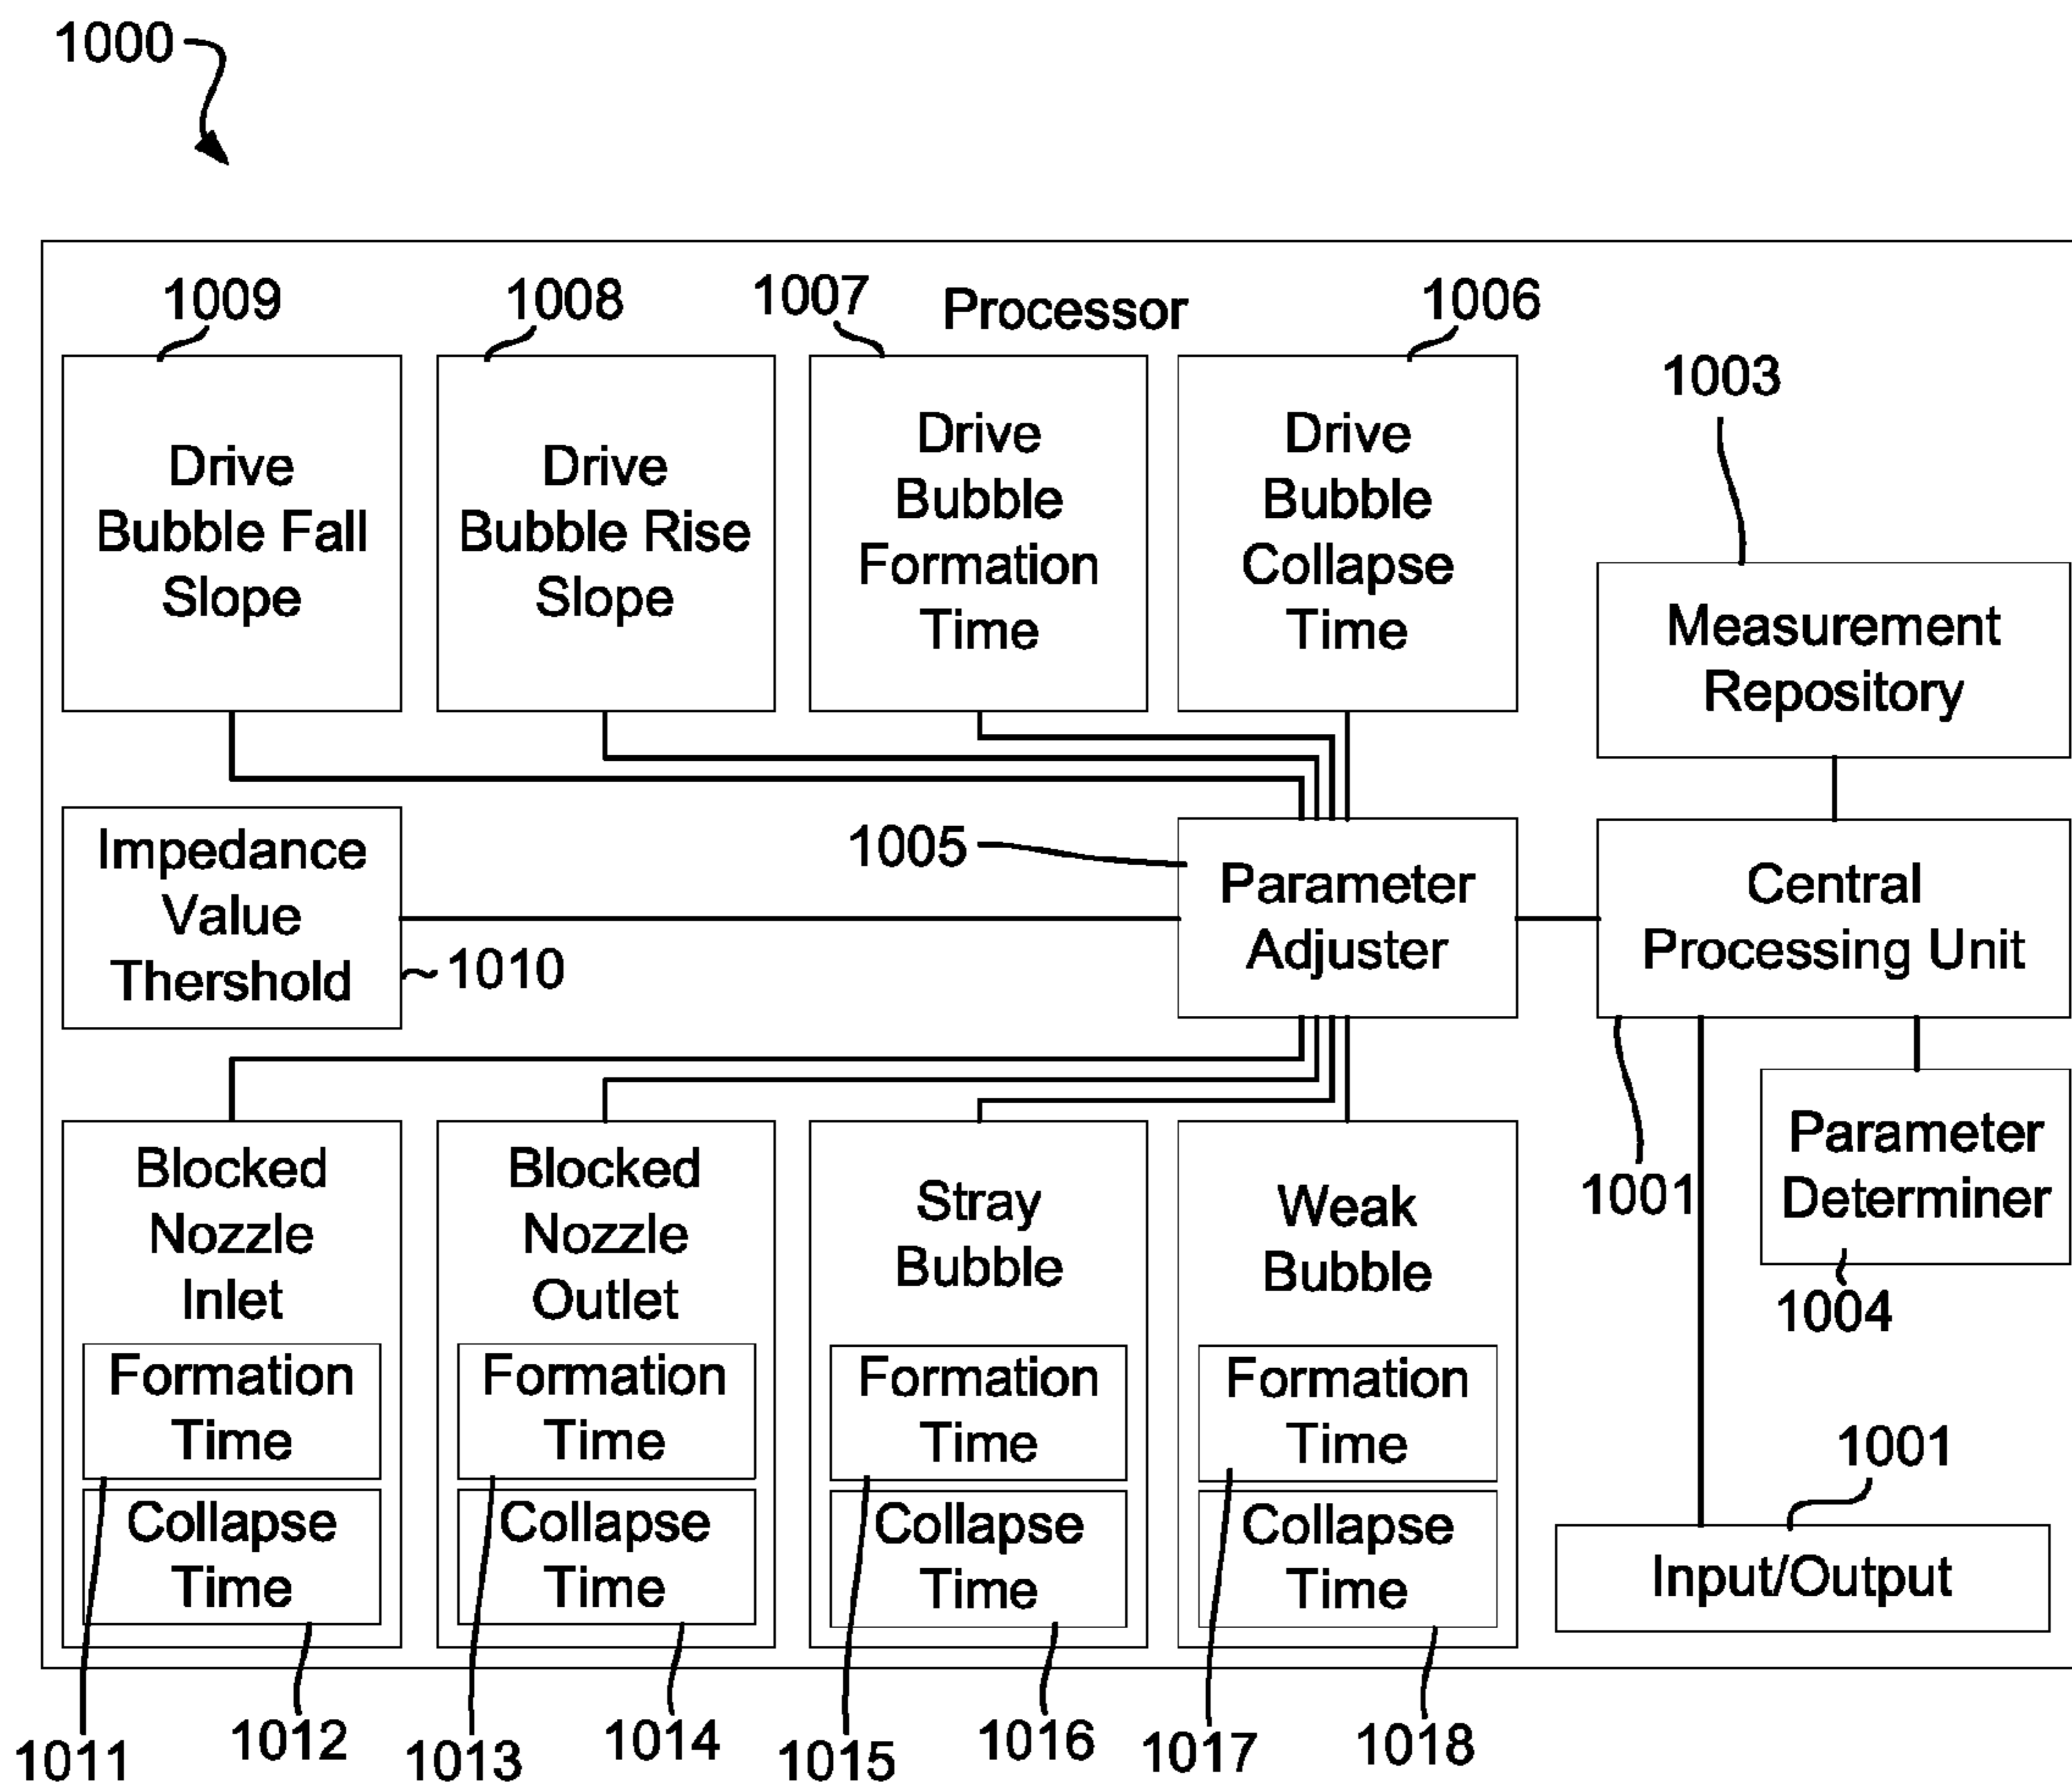 1000
1009
1008
1007
Processor
1006
1003
Drive
Bubble Fall
Slope
Drive
Bubble Rise
Slope
Drive
Bubble
Formation
Time
Drive
Bubble
Collapse
Time
Measurement
Repository
Impedance
Value
Thershold
1010
1005
Parameter
Adjuster
Central
Processing Unit
1001
Parameter
Determiner
1004
Blocked
Nozzle
Inlet
Formation
Time
Collapse
Time
Blocked
Nozzle
Outlet
Formation
Time
Collapse
Time
Stray
Bubble
Formation
Time
Collapse
Time
Weak
Bubble
Formation
Time
Collapse
Time
1001
Input/Output
1011
1012
1013
1014
1015
1016
1017
1018